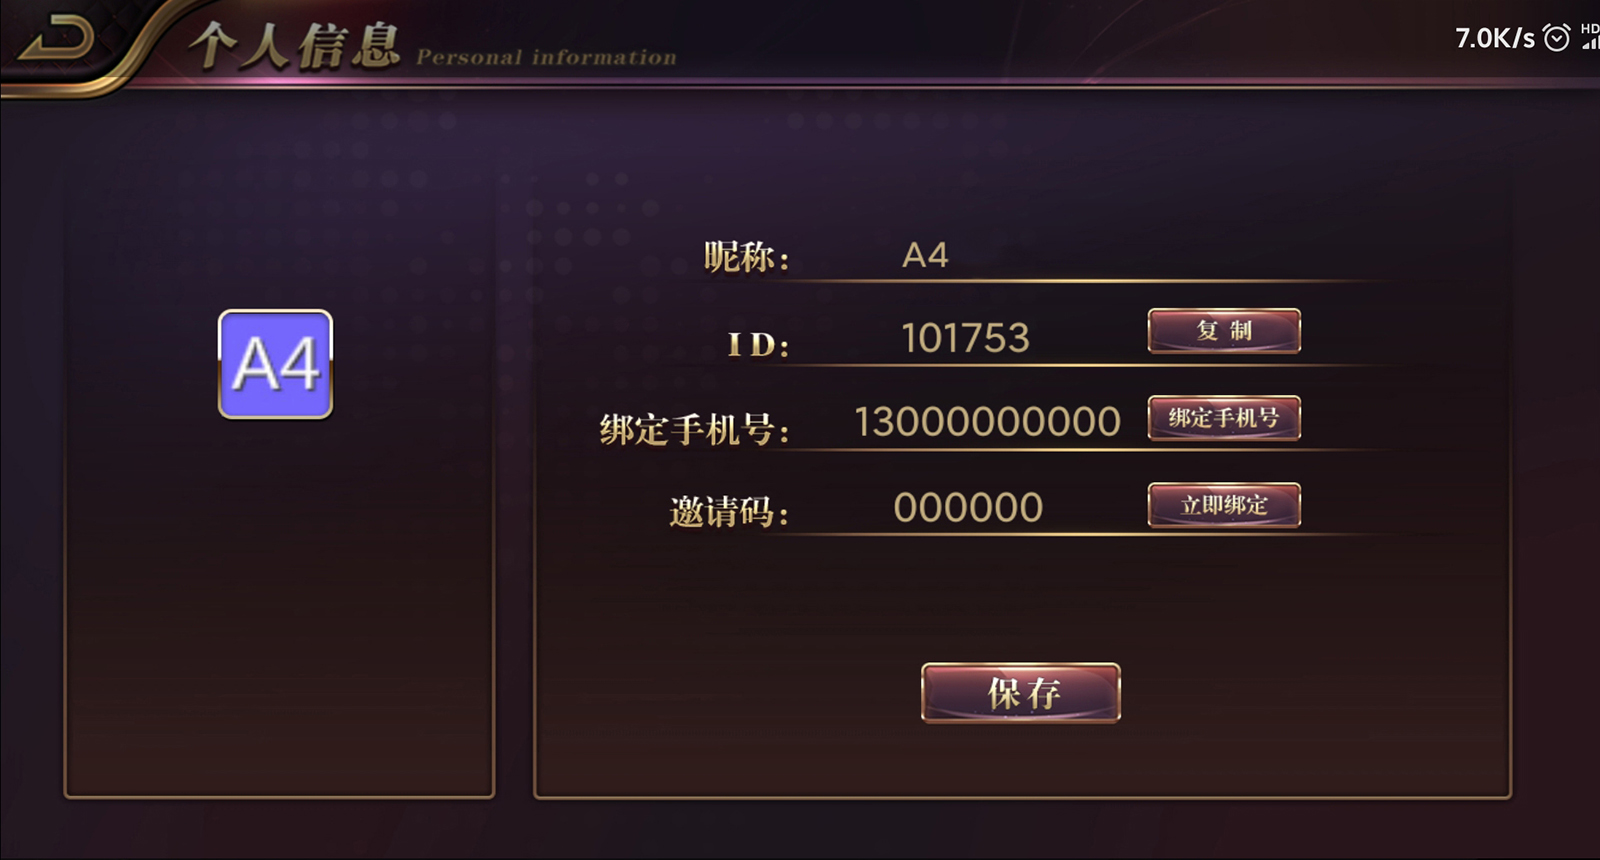 个人信息 Personal information
7.0K/s HD
A4
昵称： A4
ID： 101753 复制
绑定手机号： 13000000000 绑定手机号
邀请码： 000000 立即绑定
保存